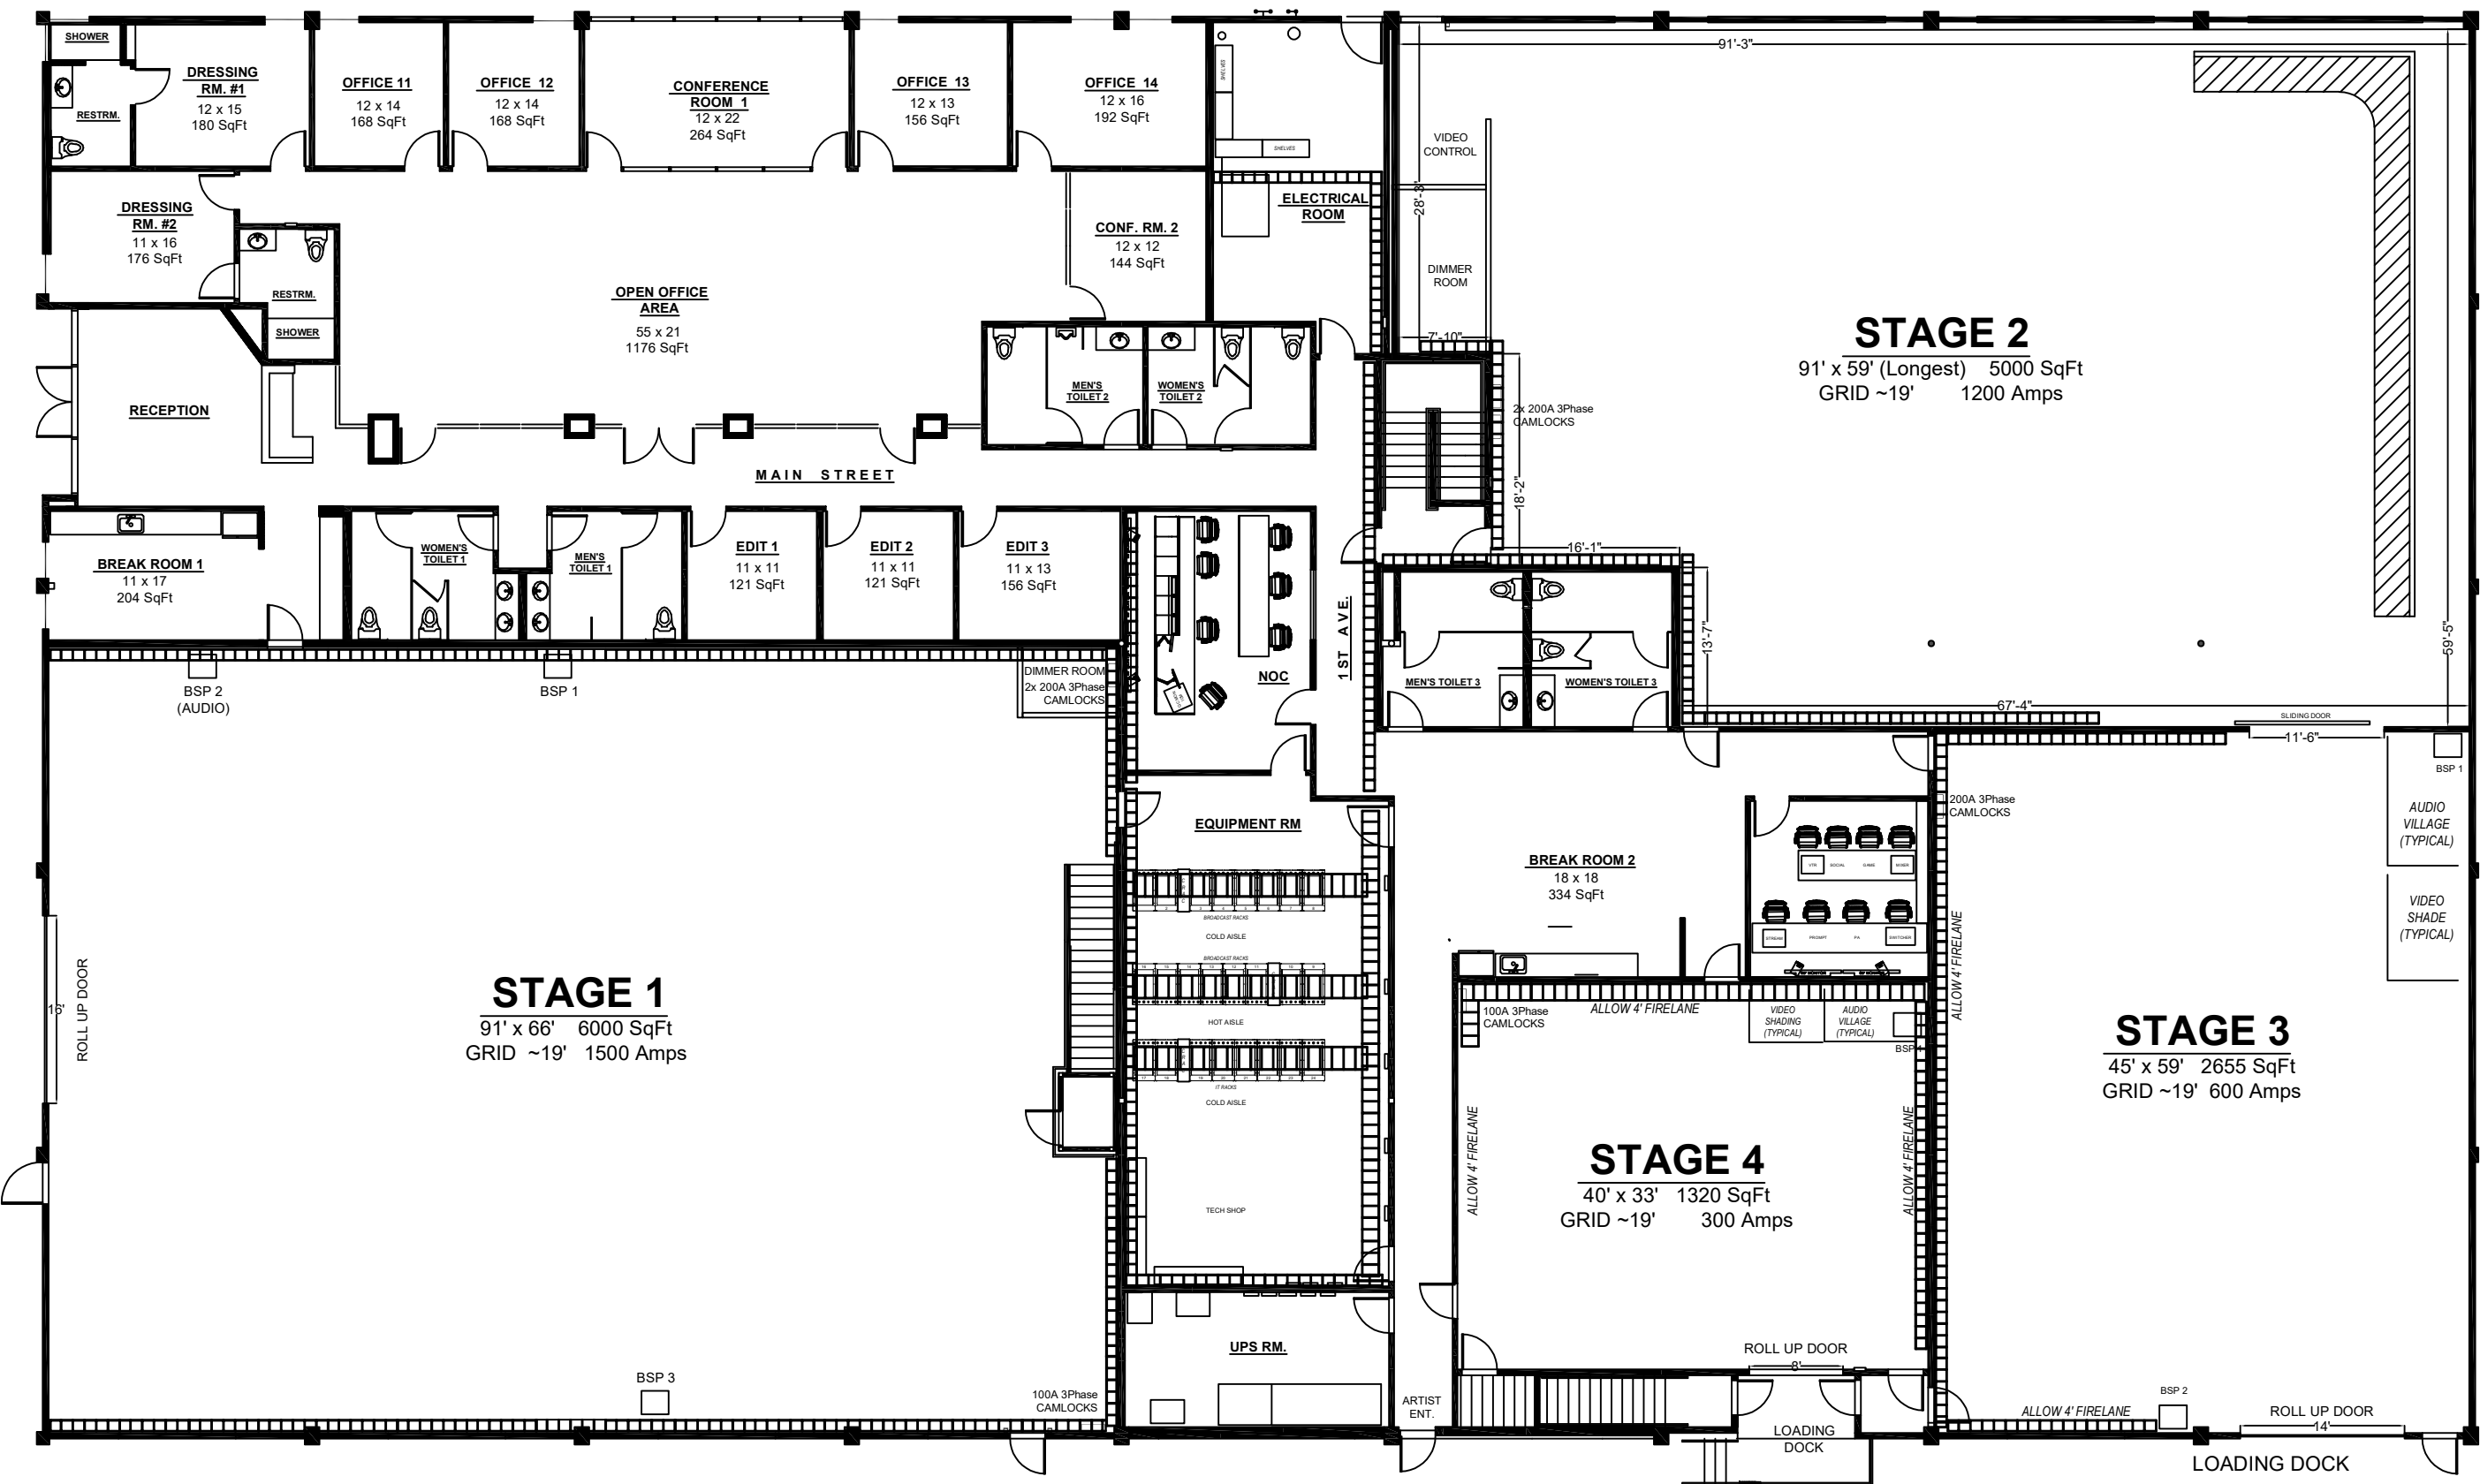 SHOWER
RESTRM.
DRESSING
RM. #1
12 x 15
180 SqFt
OFFICE 11
12 x 14
168 SqFt
OFFICE 12
12 x 14
168 SqFt
CONFERENCE
ROOM 1
12 x 22
264 SqFt
OFFICE 13
12 x 13
156 SqFt
OFFICE 14
12 x 16
192 SqFt
SHELVES
SHELVES
ELECTRICAL
ROOM
DRESSING
RM. #2
11 x 16
176 SqFt
RESTRM.
SHOWER
OPEN OFFICE
AREA
55 x 21
1176 SqFt
CONF. RM. 2
12 x 12
144 SqFt
MEN'S
TOILET 2
WOMEN'S
TOILET 2
RECEPTION
MAIN STREET
1 ST AVE.
91'-3"
VIDEO
CONTROL
28'-3"
DIMMER
ROOM
7'-10"
STAGE 2
91' x 59' (Longest) 5000 SqFt
GRID ~19' 1200 Amps
2x 200A 3Phase
CAMLOCKS
18'-2"
16'-1"
13'-7"
59'-5"
67'-4"
SLIDING DOOR
11'-6"
BREAK ROOM 1
11 x 17
204 SqFt
WOMEN'S
TOILET 1
MEN'S
TOILET 1
EDIT 1
11 x 11
121 SqFt
EDIT 2
11 x 11
121 SqFt
EDIT 3
11 x 13
156 SqFt
NOC
MEN'S TOILET 3
WOMEN'S TOILET 3
BSP 2
(AUDIO)
BSP 1
DIMMER ROOM
2x 200A 3Phase
CAMLOCKS
ROLL UP DOOR
16'
STAGE 1
91' x 66' 6000 SqFt
GRID ~19' 1500 Amps
BSP 3
100A 3Phase
CAMLOCKS
EQUIPMENT RM
BROADCAST RACKS
COLD AISLE
BROADCAST RACKS
HOT AISLE
IT RACKS
COLD AISLE
TECH SHOP
UPS RM.
ARTIST
ENT.
BREAK ROOM 2
18 x 18
334 SqFt
VTR
SOCIAL
GAME
MIXER
STREAM
PROMPT
PA
SWITCHER
100A 3Phase
CAMLOCKS
ALLOW 4' FIRELANE
VIDEO
SHADING
(TYPICAL)
AUDIO
VILLAGE
(TYPICAL)
BSP 1
ALLOW 4' FIRELANE
ALLOW 4' FIRELANE
STAGE 4
40' x 33' 1320 SqFt
GRID ~19' 300 Amps
ROLL UP DOOR
8'
LOADING
DOCK
200A 3Phase
CAMLOCKS
ALLOW 4' FIRELANE
BSP 1
AUDIO
VILLAGE
(TYPICAL)
VIDEO
SHADE
(TYPICAL)
STAGE 3
45' x 59' 2655 SqFt
GRID ~19' 600 Amps
ALLOW 4' FIRELANE
BSP 2
ROLL UP DOOR
14'
LOADING DOCK